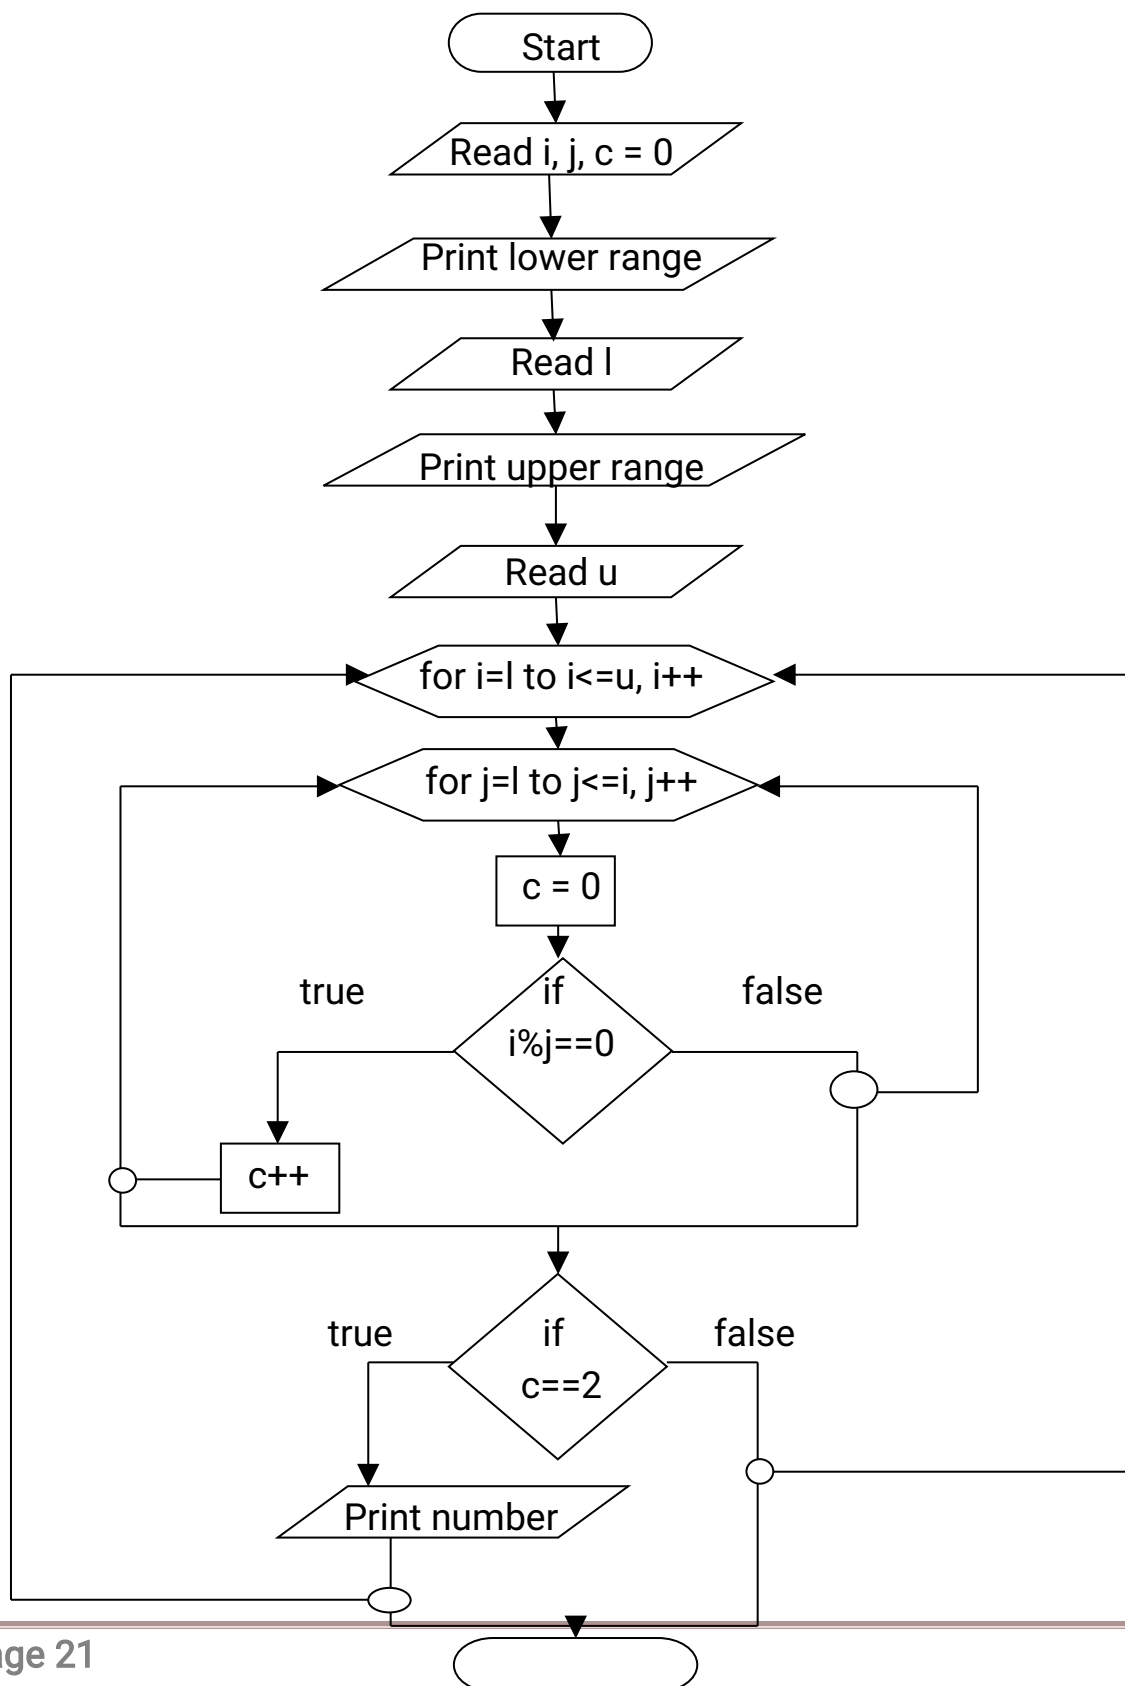 Start
Read i, j, c = 0
Print lower range
Read l
Print upper range
Read u
for i=l to i<=u, i++
for j=l to j<=i, j++
c = 0
true
if
false
i%j==0
c++
true
if
false
c==2
Print number
ge 21